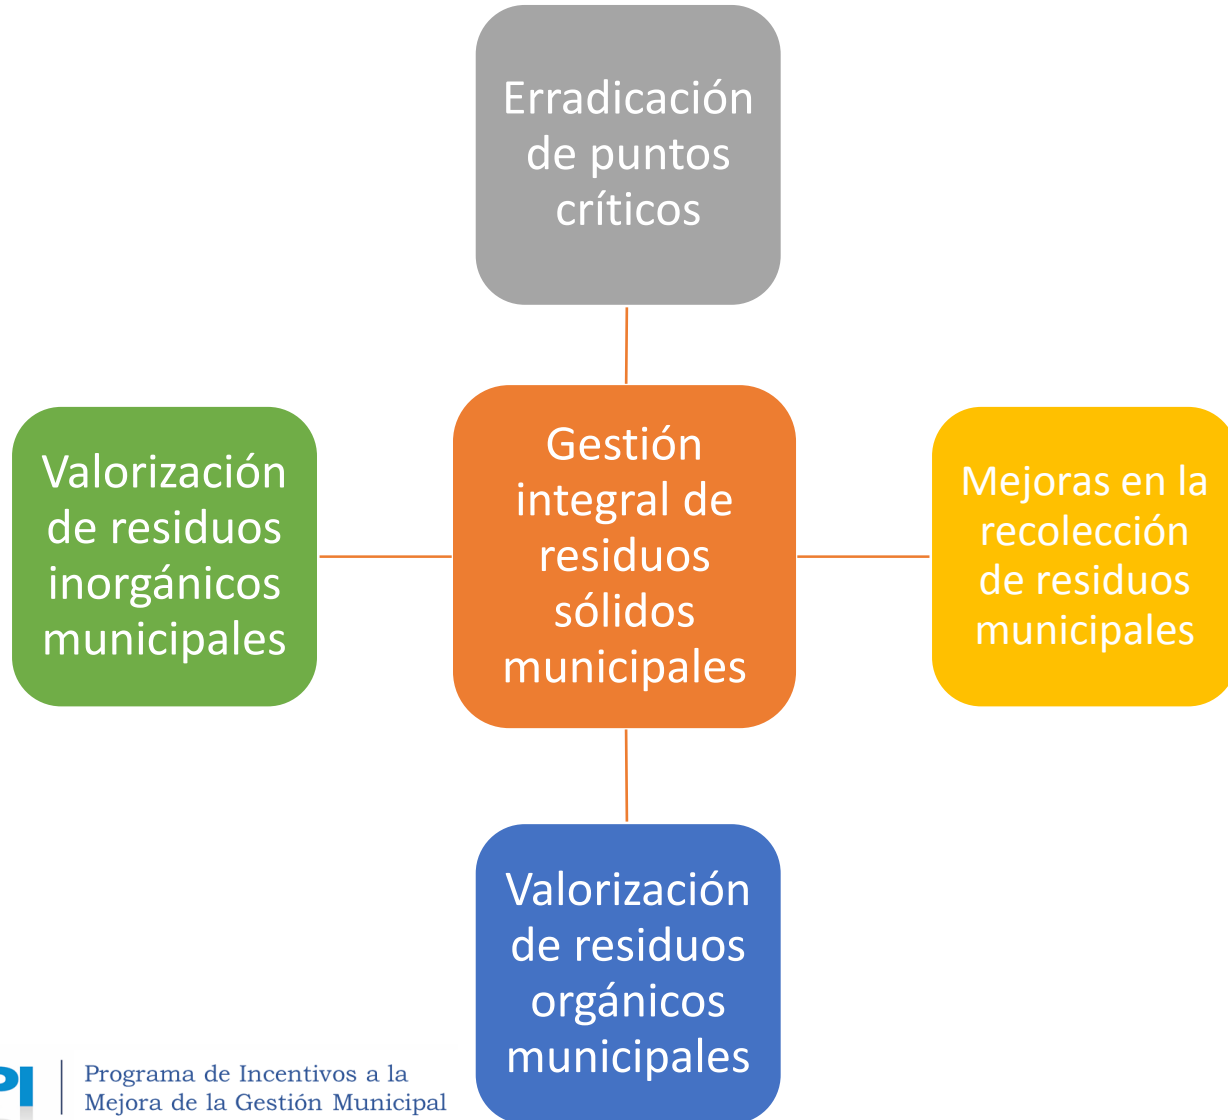 Erradicación
de puntos
críticos
Valorización
de residuos
inorgánicos
municipales
Gestión
integral de
residuos
sólidos
municipales
Mejoras en la
recolección
de residuos
municipales
Valorización
de residuos
orgánicos
municipales
PI
Programa de Incentivos a la
Mejora de la Gestión Municipal